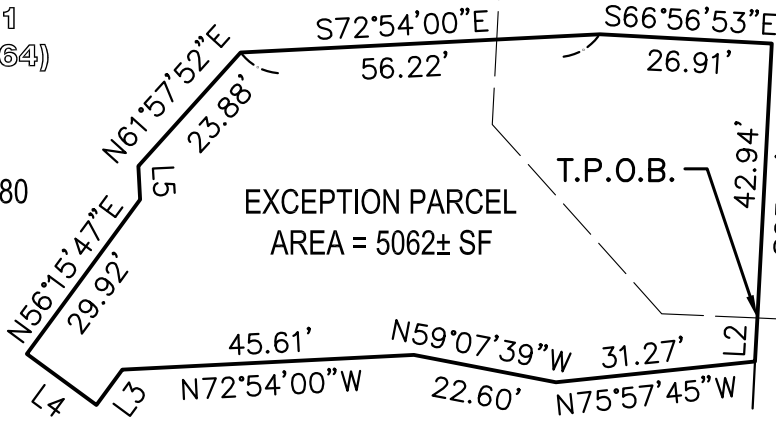 1
64)
S72°54'00"E
56.22'
S66°56'53"E
26.91'
N61°57'52"E
23.88'
L5
80
42.94'
T.P.O.B.
EXCEPTION PARCEL
AREA = 5062± SF
N56°15'47"E
29.92'
L2
45.61'
N72°54'00"W
N59°07'39"W
22.60'
31.27'
N75°57'45"W
L3
L4